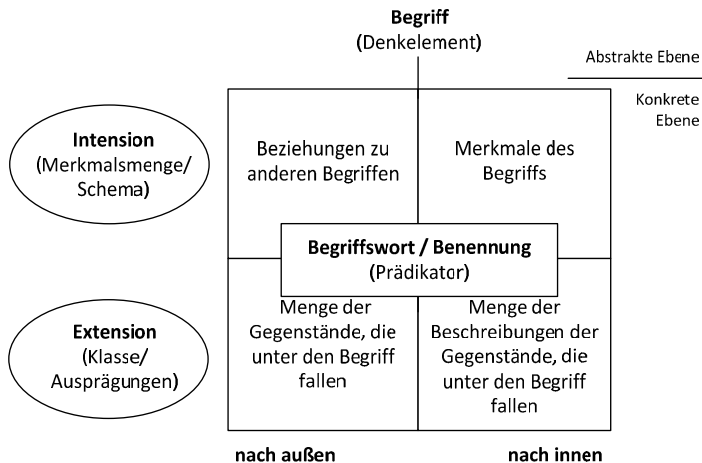 Begriff
(Denkelement)
Abstrakte Ebene
Konkrete
Ebene
Intension
(Merkmalsmenge/
Schema)
Beziehungen zu
anderen Begriffen
Merkmale des
Begriffs
Begriffswort / Benennung
(Prädikator)
Extension
(Klasse/
Ausprägungen)
Menge der
Gegenstände, die
unter den Begriff
fallen
Menge der
Beschreibungen der
Gegenstände, die
unter den Begriff
fallen
nach außen
nach innen